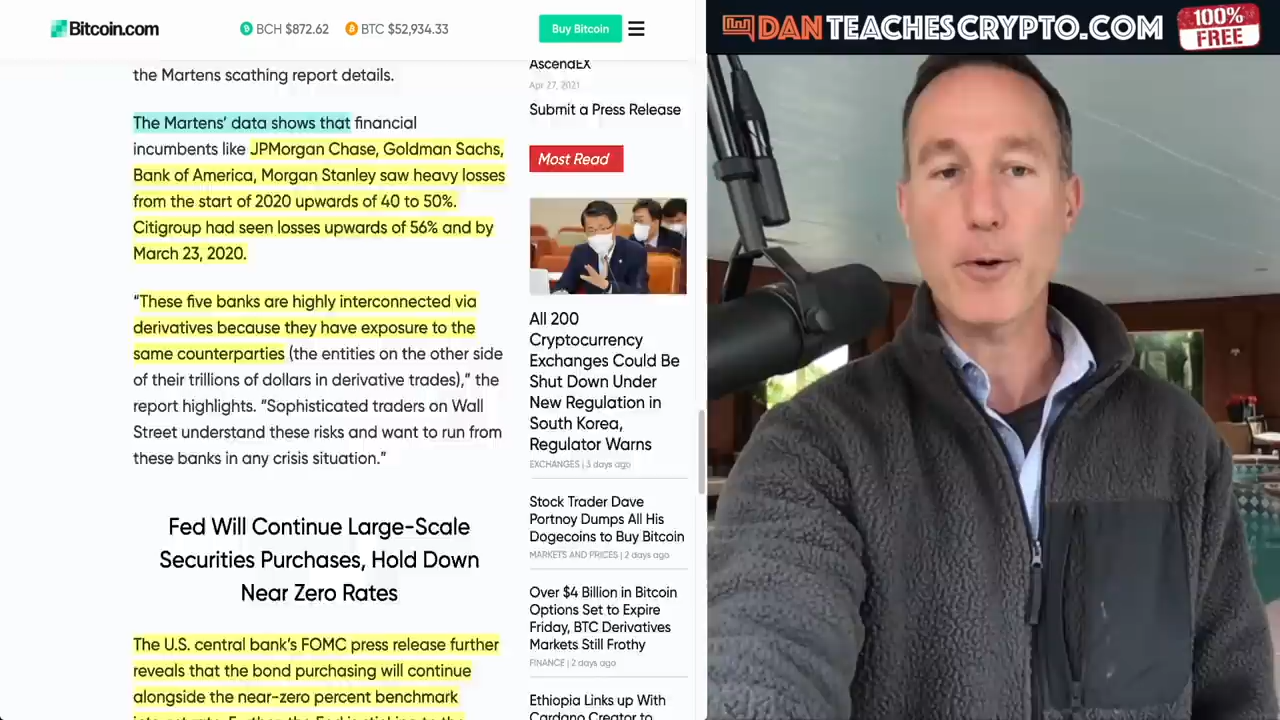 Bitcoin.com
BCH $872.62
BTC $52,934.33
Buy Bitcoin
DANTEACHESCRYPTO.COM
100%
FREE
the Martens scathing report details.
The Martens’ data shows that financial
incumbents like JPMorgan Chase, Goldman Sachs,
Bank of America, Morgan Stanley saw heavy losses
from the start of 2020 upwards of 40 to 50%.
Citigroup had seen losses upwards of 56% and by
March 23, 2020.
“These five banks are highly interconnected via
derivatives because they have exposure to the
same counterparties (the entities on the other side
of their trillions of dollars in derivative trades),” the
report highlights. “Sophisticated traders on Wall
Street understand these risks and want to run from
these banks in any crisis situation.”
Fed Will Continue Large-Scale
Securities Purchases, Hold Down
Near Zero Rates
The U.S. central bank’s FOMC press release further
reveals that the bond purchasing will continue
alongside the near-zero percent benchmark
interest rate. Further, the Fed is sticking to the
AscendEX
Apr 27, 2021
Submit a Press Release
Most Read
All 200
Cryptocurrency
Exchanges Could Be
Shut Down Under
New Regulation in
South Korea,
Regulator Warns
EXCHANGES | 3 days ago
Stock Trader Dave
Portnoy Dumps All His
Dogecoins to Buy Bitcoin
MARKETS AND PRICES | 2 days ago
Over $4 Billion in Bitcoin
Options Set to Expire
Friday, BTC Derivatives
Markets Still Frothy
FINANCE | 2 days ago
Ethiopia Links up With
Cardano Creator to